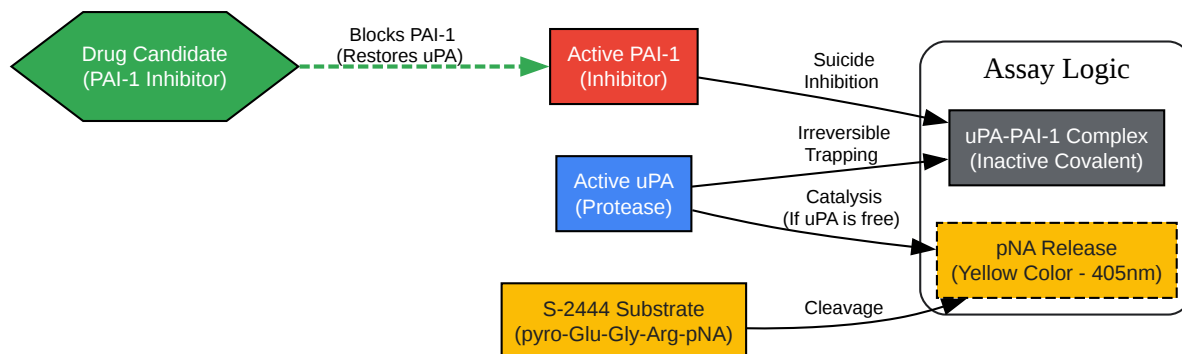 Drug Candidate
(PAI-1 Inhibitor)
Blocks PAI-1
(Restores uPA)
Active PAI-1
(Inhibitor)
Suicide
Inhibition
Assay Logic
uPA-PAI-1 Complex
(Inactive Covalent)
Irreversible
Trapping
Active uPA
(Protease)
Catalysis
(If uPA is free)
pNA Release
(Yellow Color - 405nm)
S-2444 Substrate
(pyro-Glu-Gly-Arg-pNA)
Cleavage